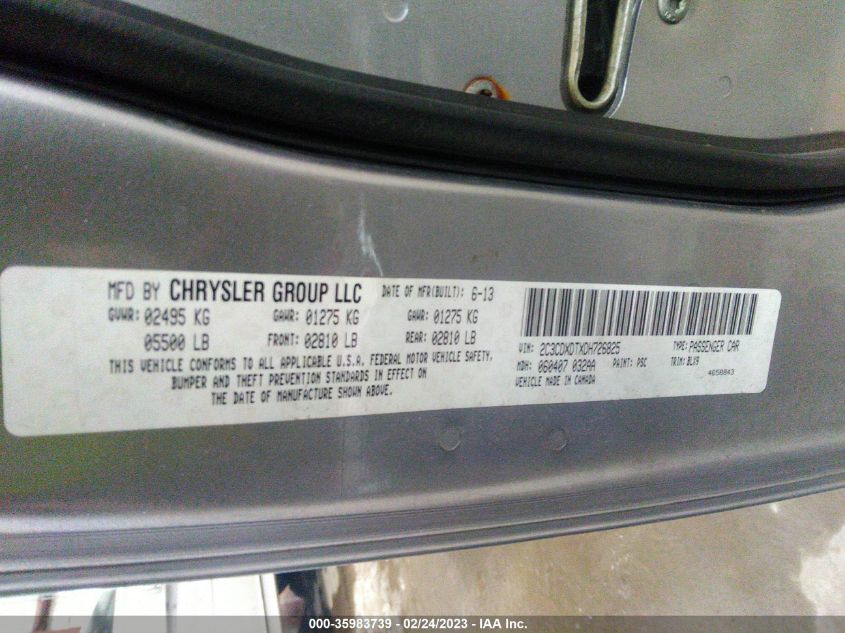 MFD BY CHRYSLER GROUP LLC DATE OF MFR(BUILT): 6-13
GVWR: 02495 KG GAWR: 01275 KG GAWR: 01275 KG
05500 LB FRONT: 02810 LB REAR: 02810 LB
THIS VEHICLE CONFORMS TO ALL APPLICABLE U.S.A. FEDERAL MOTOR VEHICLE SAFETY,
BUMPER AND THEFT PREVENTION STANDARDS IN EFFECT ON
THE DATE OF MANUFACTURE SHOWN ABOVE.
VIN: 2C3CDXDTXDH726825 TYPE: PASSENGER CAR
MDH: 060407 032AA PAINT: PSC TRIM: BLX9
VEHICLE MADE IN CANADA 4658843
000-35983739 - 02/24/2023 - IAA Inc.